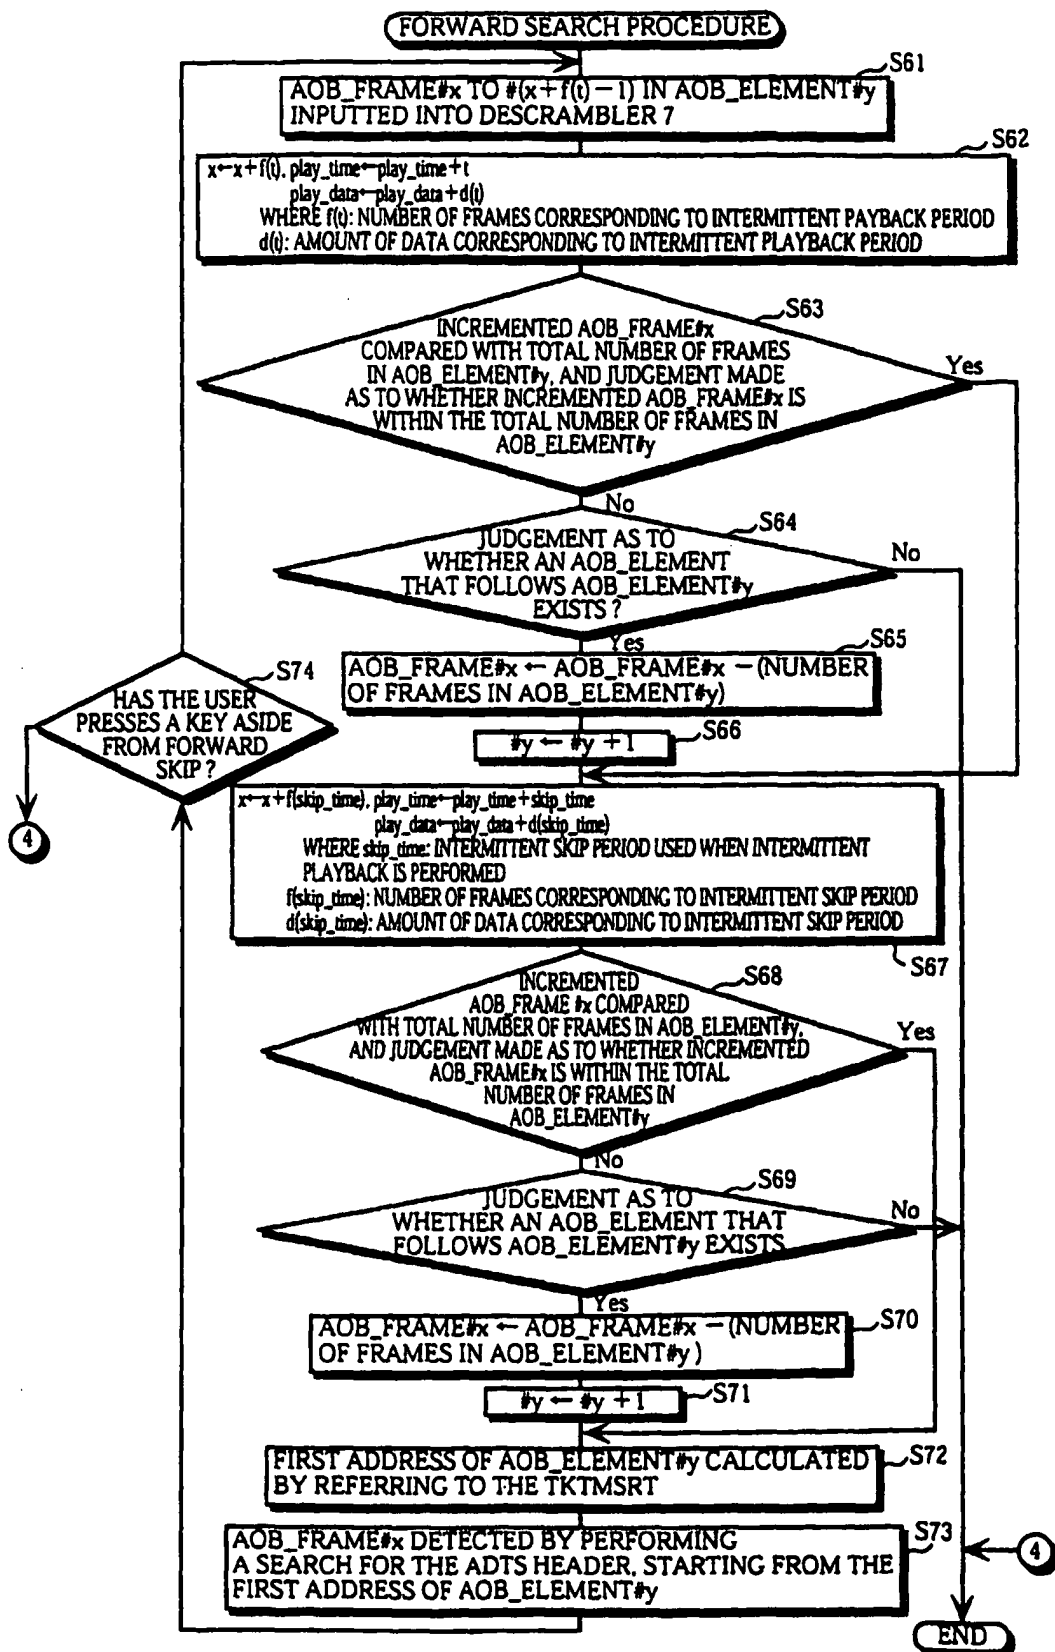 FORWARD SEARCH PROCEDURE
S61
AOB_FRAME#x TO #(x+f(t)−1) IN AOB_ELEMENT#y
INPUTTED INTO DESCRAMBLER 7
S62
x←x+f(t), play_time←play_time+t
play_data←play_data+d(t)
WHERE f(t): NUMBER OF FRAMES CORRESPONDING TO INTERMITTENT PAYBACK PERIOD
d(t): AMOUNT OF DATA CORRESPONDING TO INTERMITTENT PLAYBACK PERIOD
S63
INCREMENTED AOB_FRAME#x
COMPARED WITH TOTAL NUMBER OF FRAMES
IN AOB_ELEMENT#y, AND JUDGEMENT MADE
AS TO WHETHER INCREMENTED AOB_FRAME#x IS
WITHIN THE TOTAL NUMBER OF FRAMES IN
AOB_ELEMENT#y
Yes
No
S64
JUDGEMENT AS TO
WHETHER AN AOB_ELEMENT
THAT FOLLOWS AOB_ELEMENT#y
EXISTS ?
No
Yes
S65
AOB_FRAME#x ← AOB_FRAME#x − (NUMBER
OF FRAMES IN AOB_ELEMENT#y)
S66
#y ← #y + 1
S74
HAS THE USER
PRESSES A KEY ASIDE
FROM FORWARD
SKIP ?
4
x←x+f(skip_time), play_time←play_time+skip_time
play_data←play_data+d(skip_time)
WHERE skip_time: INTERMITTENT SKIP PERIOD USED WHEN INTERMITTENT
PLAYBACK IS PERFORMED
f(skip_time): NUMBER OF FRAMES CORRESPONDING TO INTERMITTENT SKIP PERIOD
d(skip_time): AMOUNT OF DATA CORRESPONDING TO INTERMITTENT SKIP PERIOD
S67
S68
INCREMENTED
AOB_FRAME #x COMPARED
WITH TOTAL NUMBER OF FRAMES IN AOB_ELEMENT#y,
AND JUDGEMENT MADE AS TO WHETHER INCREMENTED
AOB_FRAME#x IS WITHIN THE TOTAL
NUMBER OF FRAMES IN
AOB_ELEMENT#y
Yes
No
S69
JUDGEMENT AS TO
WHETHER AN AOB_ELEMENT THAT
FOLLOWS AOB_ELEMENT#y EXISTS
No
Yes
S70
AOB_FRAME#x ← AOB_FRAME#x − (NUMBER
OF FRAMES IN AOB_ELEMENT#y )
S71
#y ← #y + 1
S72
FIRST ADDRESS OF AOB_ELEMENT#y CALCULATED
BY REFERRING TO THE TKTMSRT
S73
AOB_FRAME#x DETECTED BY PERFORMING
A SEARCH FOR THE ADTS HEADER, STARTING FROM THE
FIRST ADDRESS OF AOB_ELEMENT#y
4
END